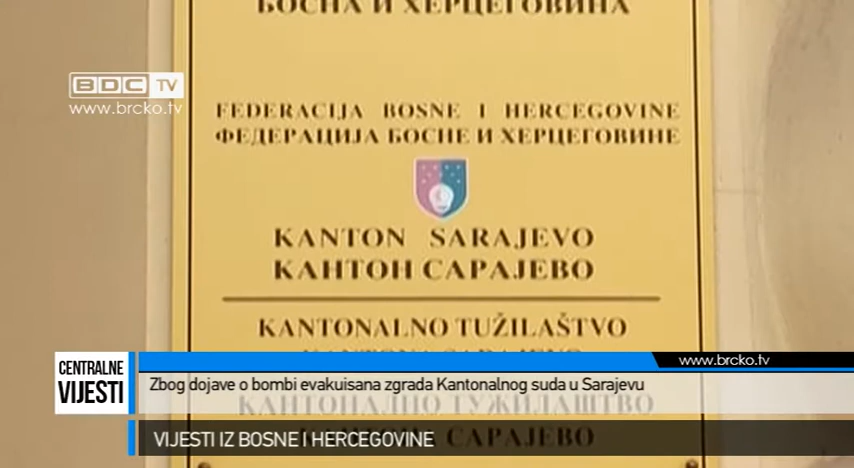 БОСНА И ХЕРЦЕГОВИНА
BDC TV
www.brcko.tv
FEDERACIJA BOSNE I HERCEGOVINE
ФЕДЕРАЦИЈА БОСНЕ И ХЕРЦЕГОВИНЕ
KANTON SARAJEVO
КАНТОН САРАЈЕВО
KANTONALNO TUŽILAŠTVO
www.brcko.tv
CENTRALNE
VIJESTI
Zbog dojave o bombi evakuisana zgrada Kantonalnog suda u Sarajevu
КАНТОНАЛНО ТУЖИЛАШТВО
VIJESTI IZ BOSNE I HERCEGOVINE
САРАЈЕВО